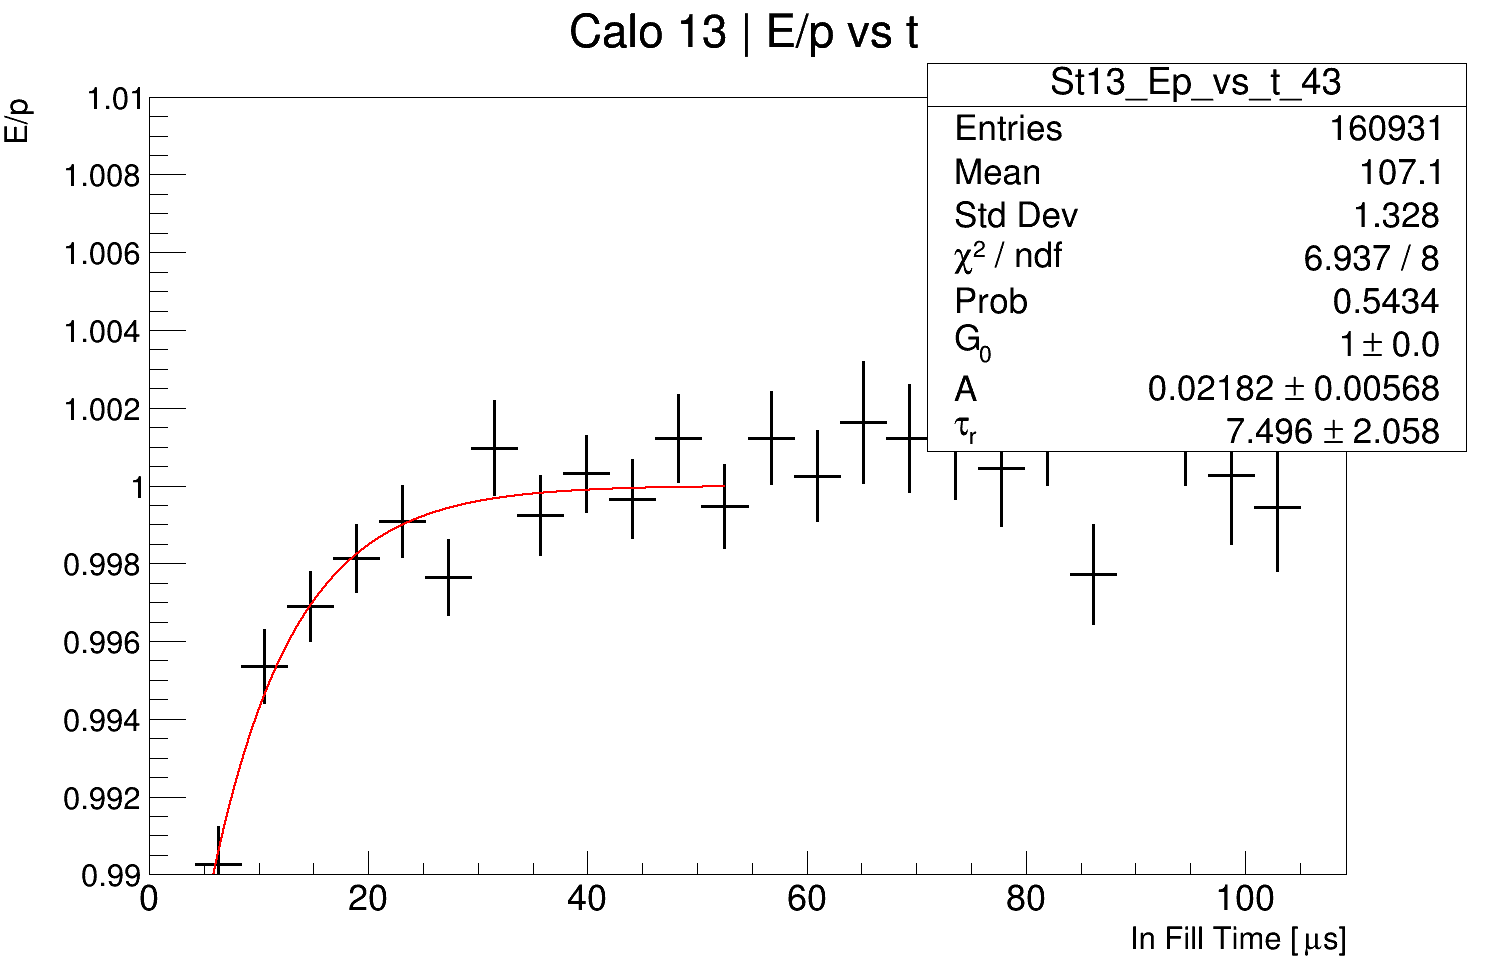 Calo 13 | E/p vs t
E/p
St13_Ep_vs_t_43
Entries 160931
Mean 107.1
Std Dev 1.328
χ² / ndf 6.937 / 8
Prob 0.5434
G₀ 1 ± 0.0
A 0.02182 ± 0.00568
τᵣ 7.496 ± 2.058
1.01
1.008
1.006
1.004
1.002
1
0.998
0.996
0.994
0.992
0.99
0 20 40 60 80 100
In Fill Time [μs]